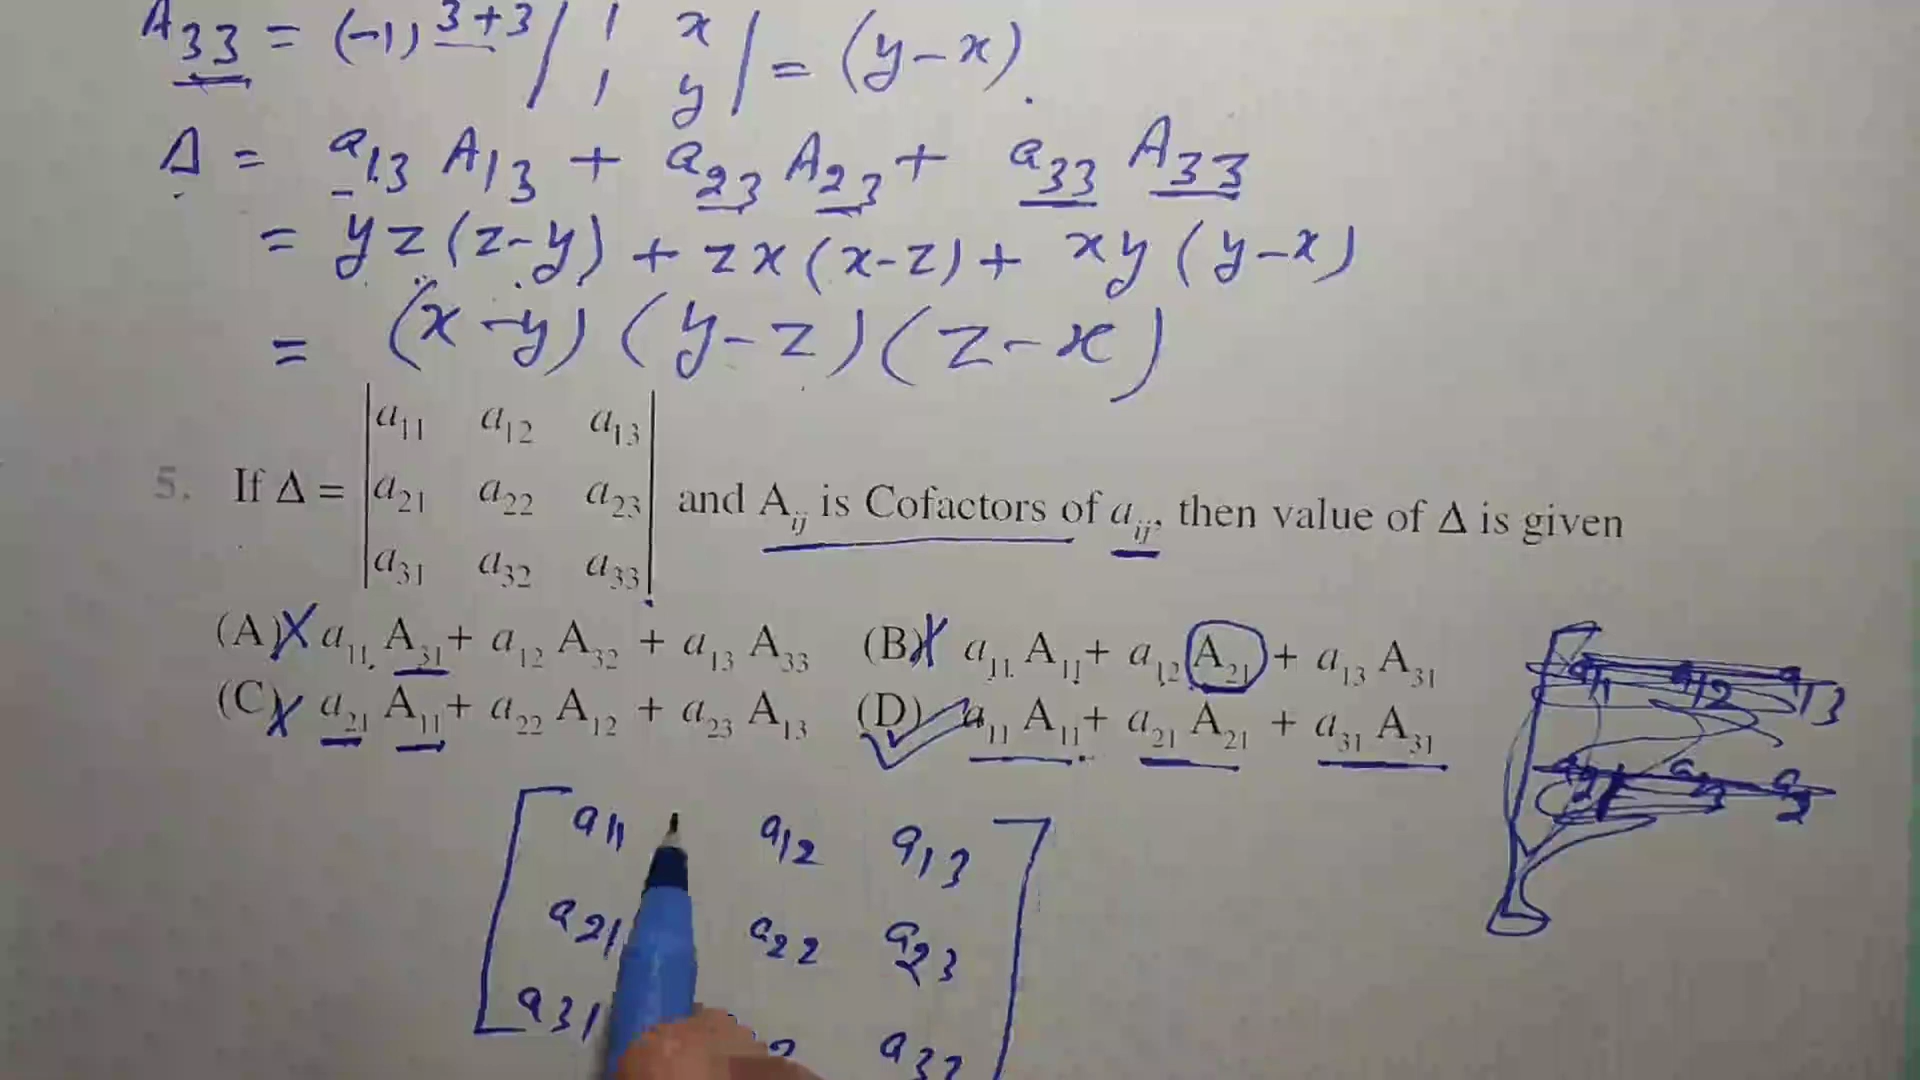 A33 = (-1) 3+3 | 1 x | = (y-x).
1 y
Δ = a13 A13 + a23 A23 + a33 A33
= yz(z-y) + zx(x-z) + xy(y-x)
= (x-y)(y-z)(z-x)
a11 a12 a13
5. If Δ = a21 a22 a23 and Aij is Cofactors of aij, then value of Δ is given
a31 a32 a33
(A) X a11 A31 + a12 A32 + a13 A33 (B) X a11 A11 + a12 A21 + a13 A31
(C) X a21 A11 + a22 A12 + a23 A13 (D) ✓ a11 A11 + a21 A21 + a31 A31
a11 a12 a13
a11 a12 a13
a21 a22 a23
a31